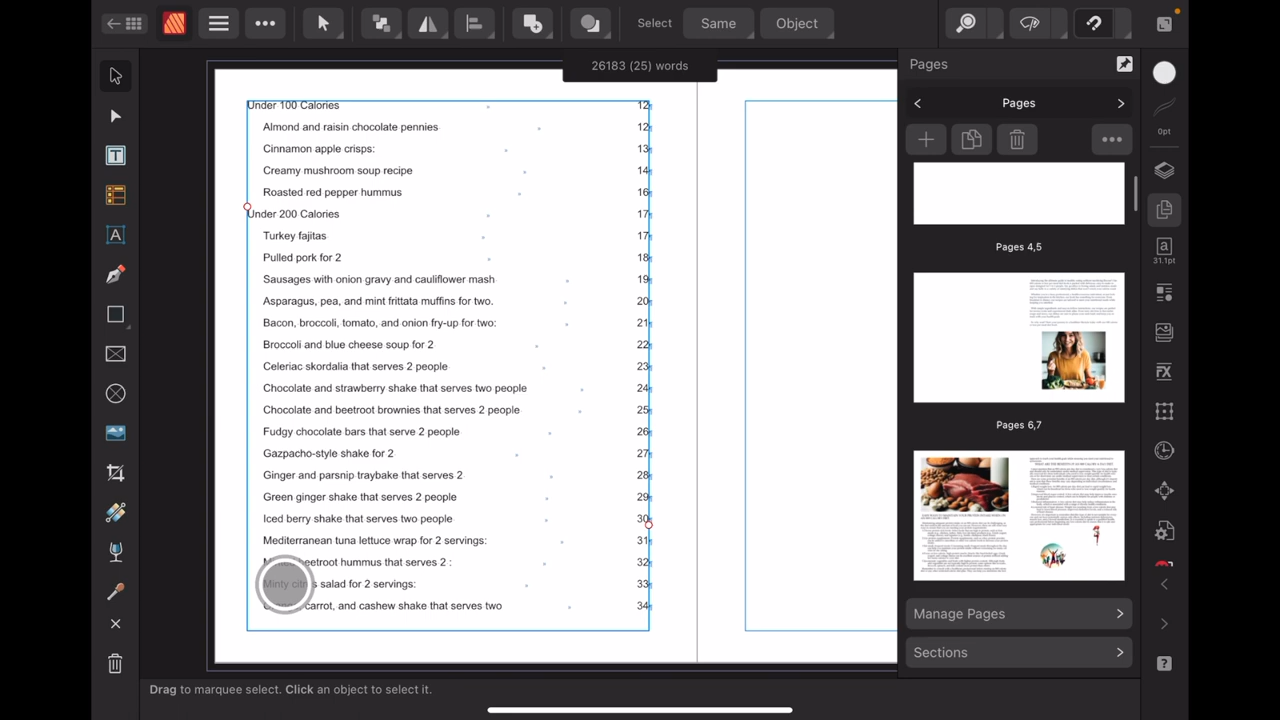 Select Same Object
26183 (25) words
Pages
Pages
0pt
31.1pt
Under 100 Calories 12
Almond and raisin chocolate pennies 12
Cinnamon apple crisps: 13
Creamy mushroom soup recipe 14
Roasted red pepper hummus 16
Under 200 Calories 17
Turkey fajitas 17
Pulled pork for 2 18
Sausages with onion gravy and cauliflower mash 19
Asparagus, pea, and mint frittata muffins for two. 20
Bacon, broccoli, tomato, and onion fry-up for two: 21
Broccoli and blue cheese soup for 2 22
Celeriac skordalia that serves 2 people 23
Chocolate and strawberry shake that serves two people 24
Chocolate and beetroot brownies that serves 2 people 25
Fudgy chocolate bars that serve 2 people 26
Gazpacho-style shake for 2 27
Ginger and that serves 2 28
Green ginger that serves 2 people 29
Iced berry shake that serves two people 30
Mediterranean tuna lettuce wrap for 2 servings: 31
beetroot hummus that serves 2 : 32
Minty citrus salad for 2 servings: 33
carrot, and cashew shake that serves two 34
Pages 4,5
Pages 6,7
Manage Pages
Sections
Drag to marquee select. Click an object to select it.